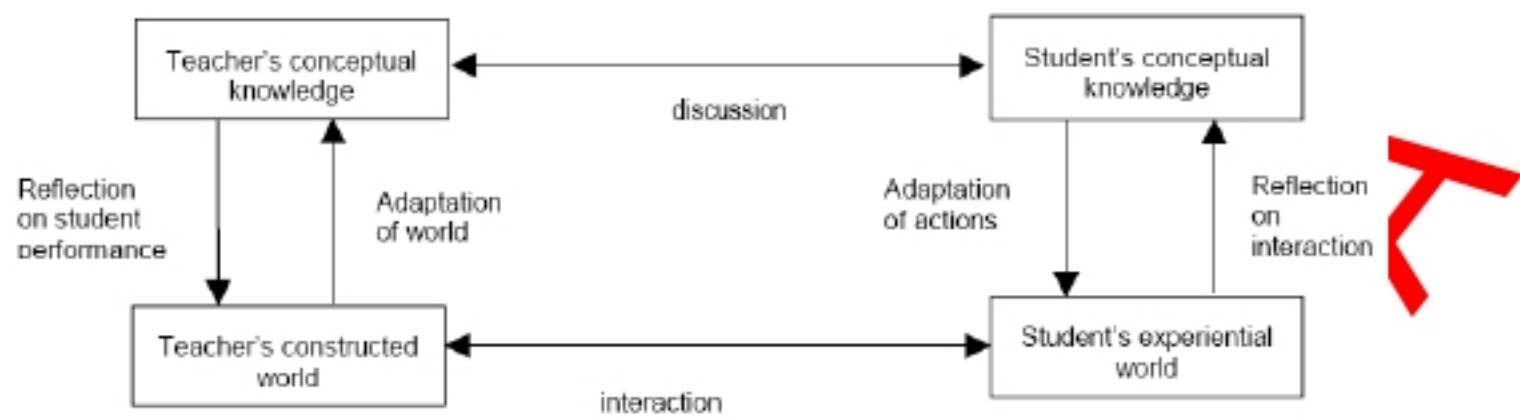 Teacher's conceptual
knowledge
Student's conceptual
knowledge
discussion
Reflection
on student
performance
Adaptation
of world
Adaptation
of actions
Reflection
on
interaction
Teacher's constructed
world
Student's experiential
world
interaction